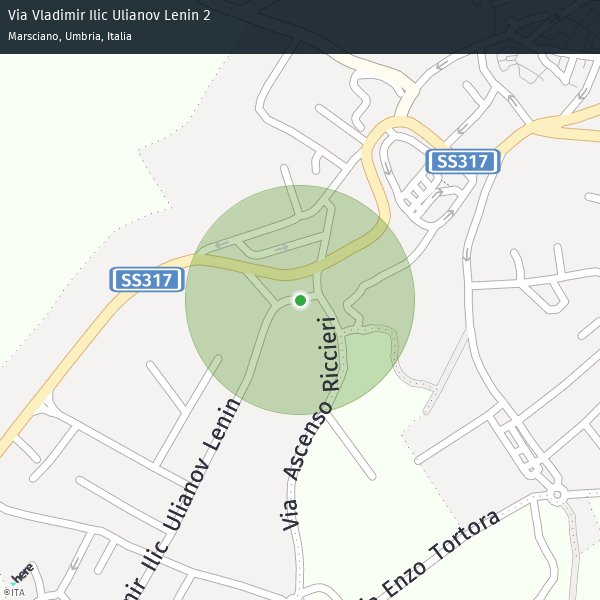 Via Vladimir Ilic Ulianov Lenin 2
Marsciano, Umbria, Italia
SS317
SS317
Via Ascenso Riccieri
mir Ilic Ulianov Lenin
Enzo Tortora
here
©ITA